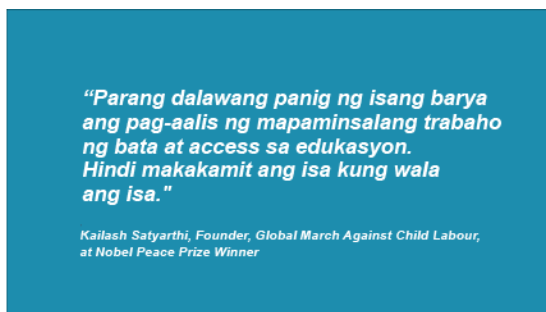 “Parang dalawang panig ng isang barya
ang pag-aalis ng mapaminsalang trabaho
ng bata at access sa edukasyon.
Hindi makakamit ang isa kung wala
ang isa."
Kailash Satyarthi, Founder, Global March Against Child Labour,
at Nobel Peace Prize Winner